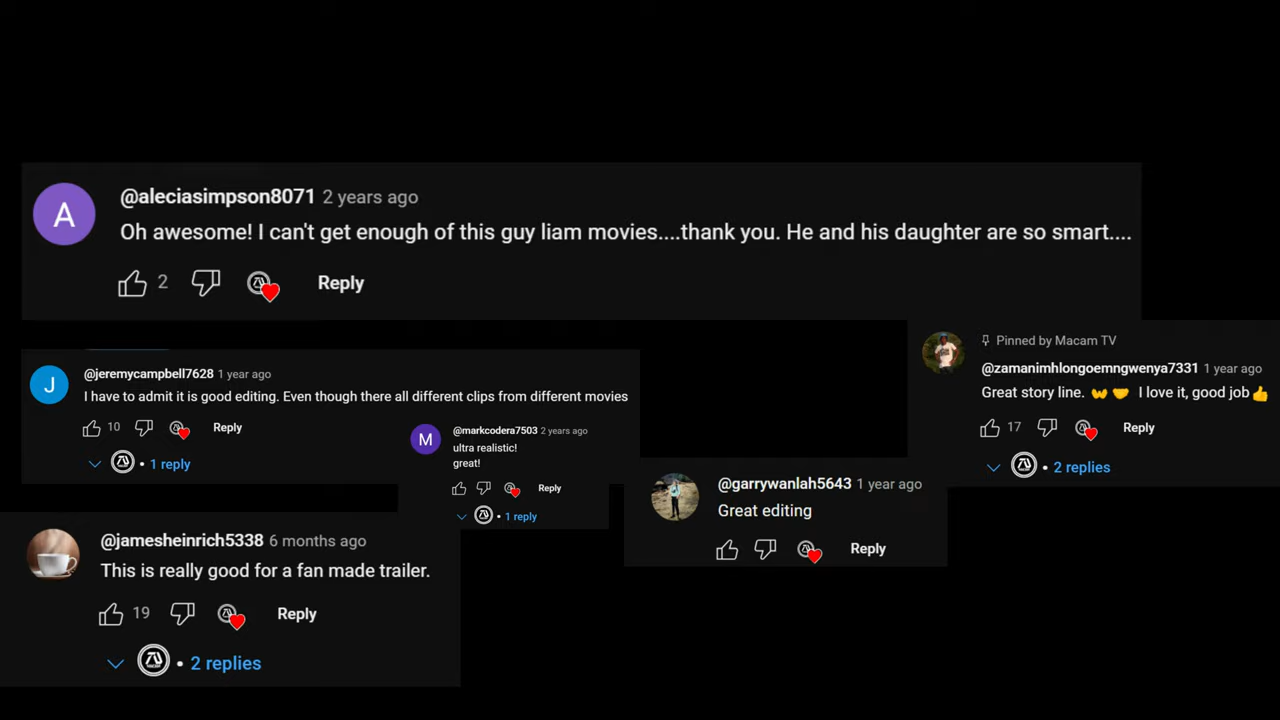 @aleciasimpson8071 2 years ago
Oh awesome! I can't get enough of this guy liam movies....thank you. He and his daughter are so smart....
2 Reply
Pinned by Macam TV
@zamanimhlongoemngwenya7331 1 year ago
Great story line. 👐 🤝 I love it, good job👍
17 Reply
2 replies
@jeremycampbell7628 1 year ago
I have to admit it is good editing. Even though there all different clips from different movies
10 Reply
1 reply
@markcodera7503 2 years ago
ultra realistic!
great!
Reply
1 reply
@garrywanlah5643 1 year ago
Great editing
Reply
@jamesheinrich5338 6 months ago
This is really good for a fan made trailer.
19 Reply
2 replies